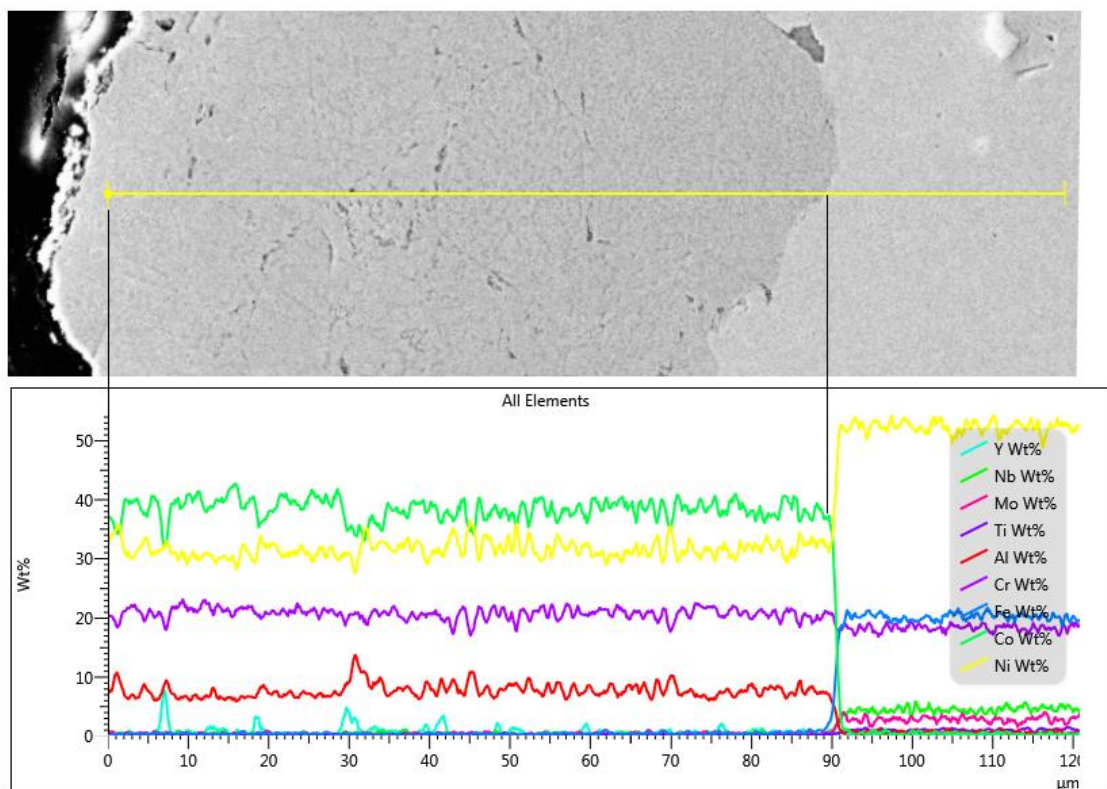 All Elements
Wt%
50
40
30
20
10
0
Y Wt%
Nb Wt%
Mo Wt%
Ti Wt%
Al Wt%
Cr Wt%
Fe Wt%
Co Wt%
Ni Wt%
0 10 20 30 40 50 60 70 80 90 100 110 120
µm